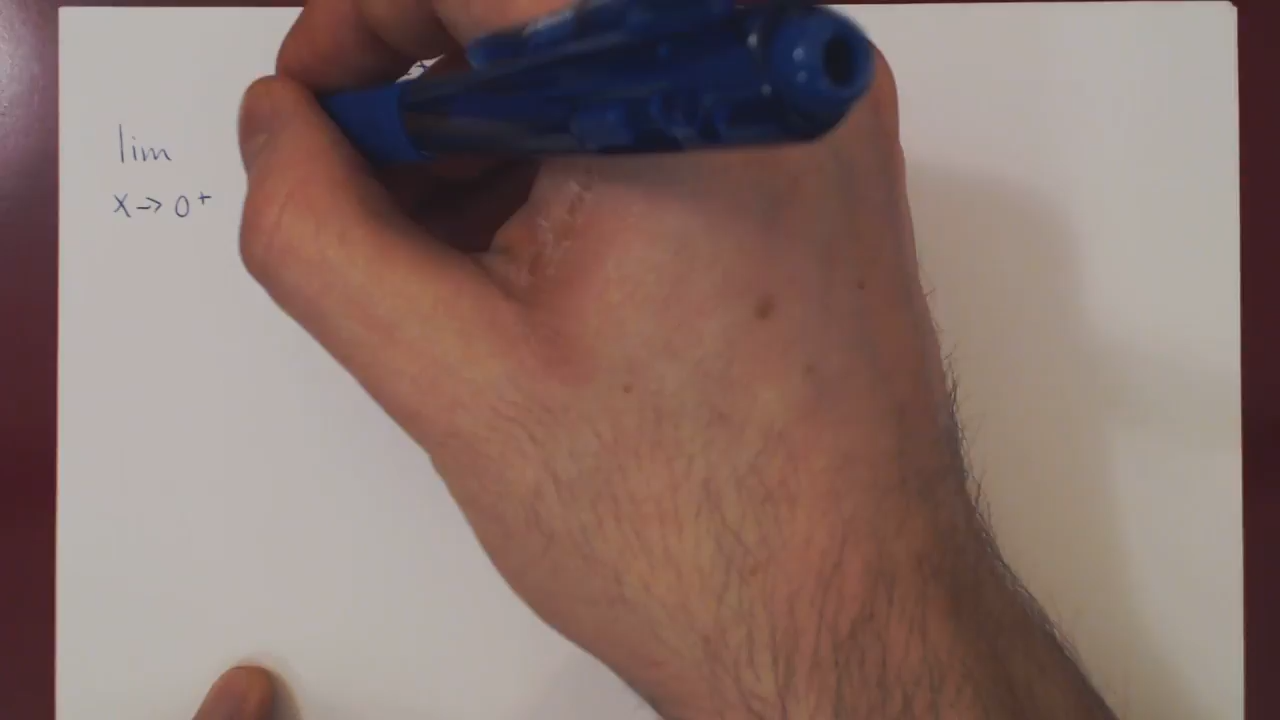 lim
x → 0⁺